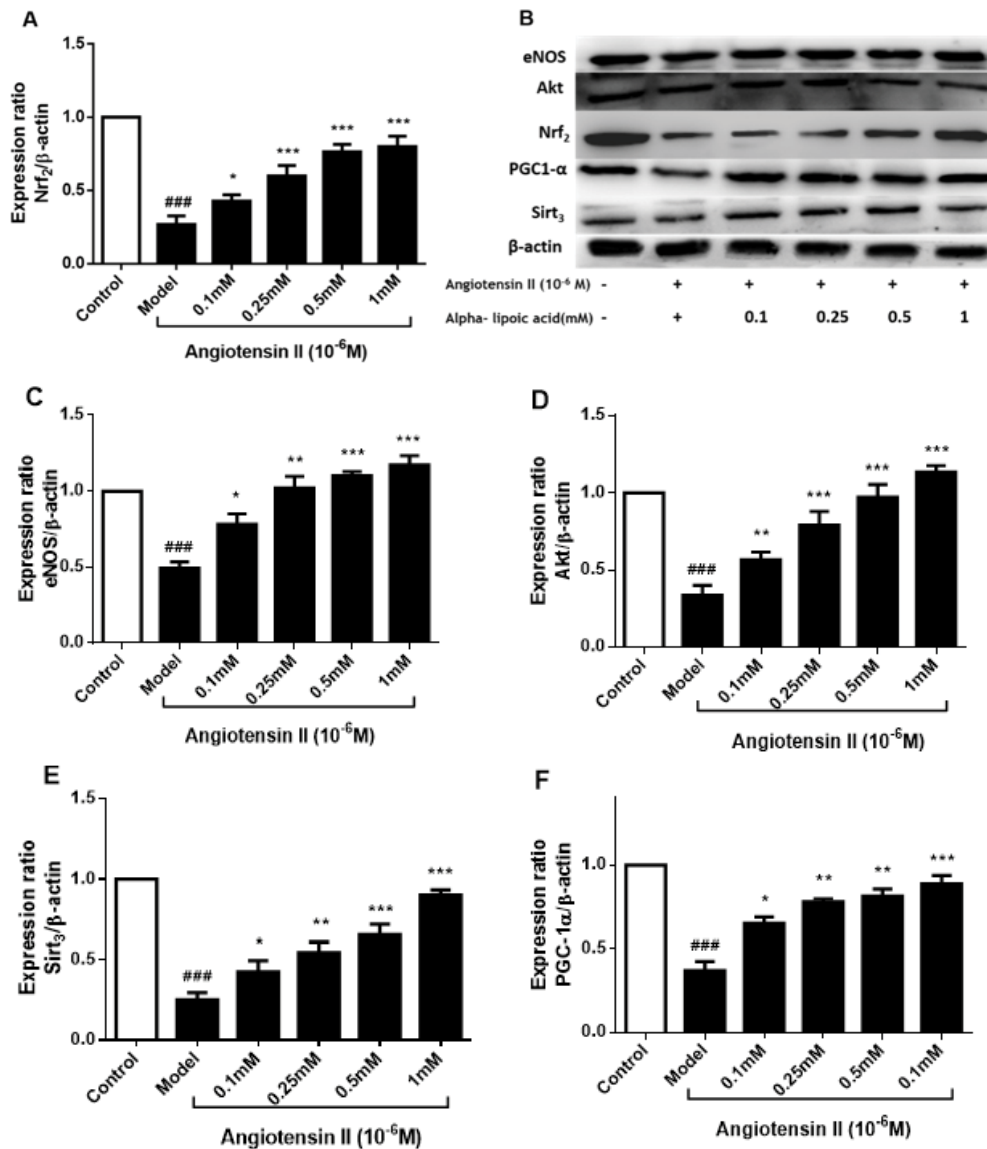 A
Expression ratio
Nrf₂/β-actin
1.5
1.0
0.5
0.0
###
*
***
***
***
Control
Model
0.1mM
0.25mM
0.5mM
1mM
Angiotensin II (10⁻⁶M)
B
eNOS
Akt
Nrf₂
PGC1-α
Sirt₃
β-actin
Angiotensin II (10⁻⁶ M) - + + + + +
Alpha- lipoic acid(mM) - + 0.1 0.25 0.5 1
C
Expression ratio
eNOS/β-actin
1.5
1.0
0.5
0.0
###
*
**
***
***
Control
Model
0.1mM
0.25mM
0.5mM
1mM
Angiotensin II (10⁻⁶M)
D
Expression ratio
Akt/β-actin
1.5
1.0
0.5
0.0
###
**
***
***
***
Control
Model
0.1mM
0.25mM
0.5mM
1mM
Angiotensin II (10⁻⁶M)
E
Expression ratio
Sirt₃/β-actin
1.5
1.0
0.5
0.0
###
*
**
***
***
Control
Model
0.1mM
0.25mM
0.5mM
1mM
Angiotensin II (10⁻⁶M)
F
Expression ratio
PGC-1α/β-actin
1.0
0.5
0.0
###
*
**
**
***
Control
Model
0.1mM
0.25mM
0.5mM
0.1mM
Angiotensin II (10⁻⁶M)